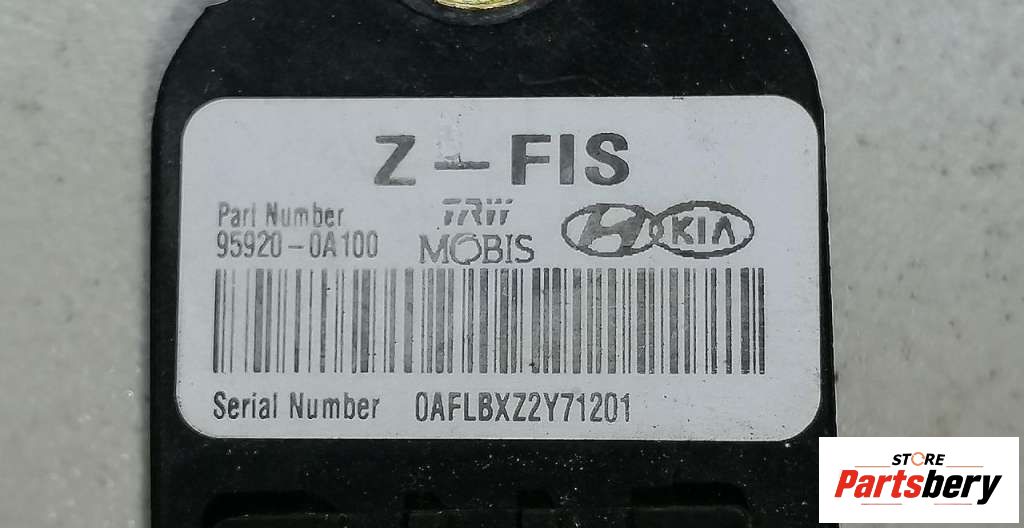 Z-FIS
Part Number
95920-0A100
TRW
MOBIS
H KIA
Serial Number 0AFLBXZ2Y71201
STORE
Partsbery